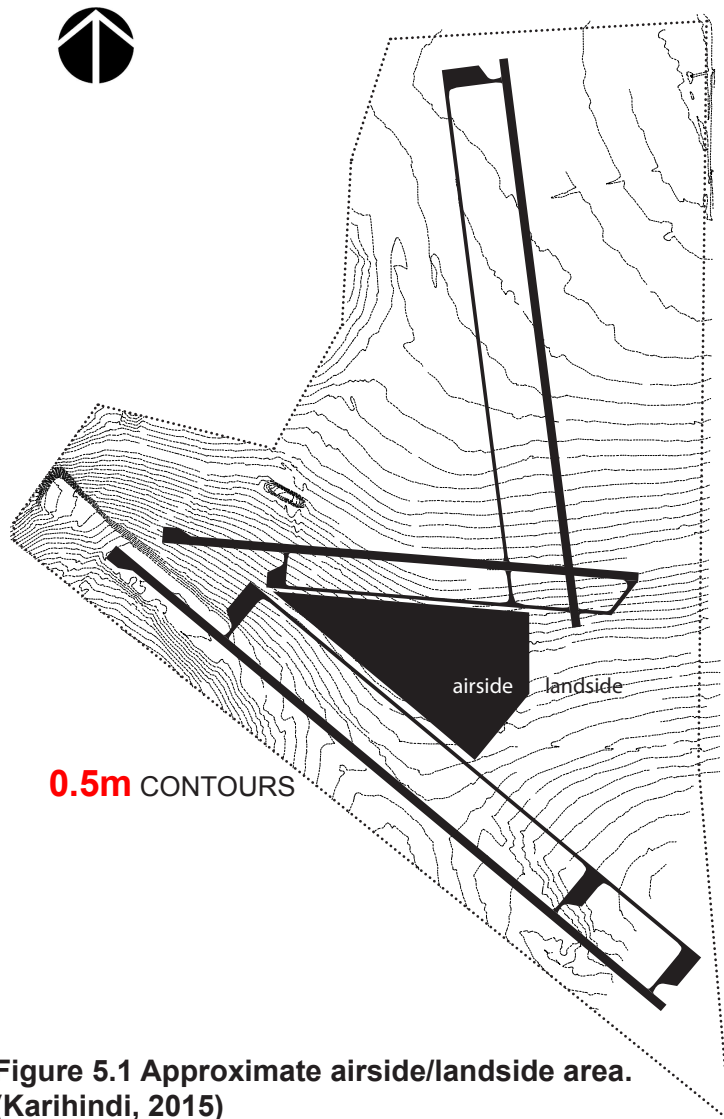 airside landside
0.5m CONTOURS
Figure 5.1 Approximate airside/landside area.
(Karihindi, 2015)